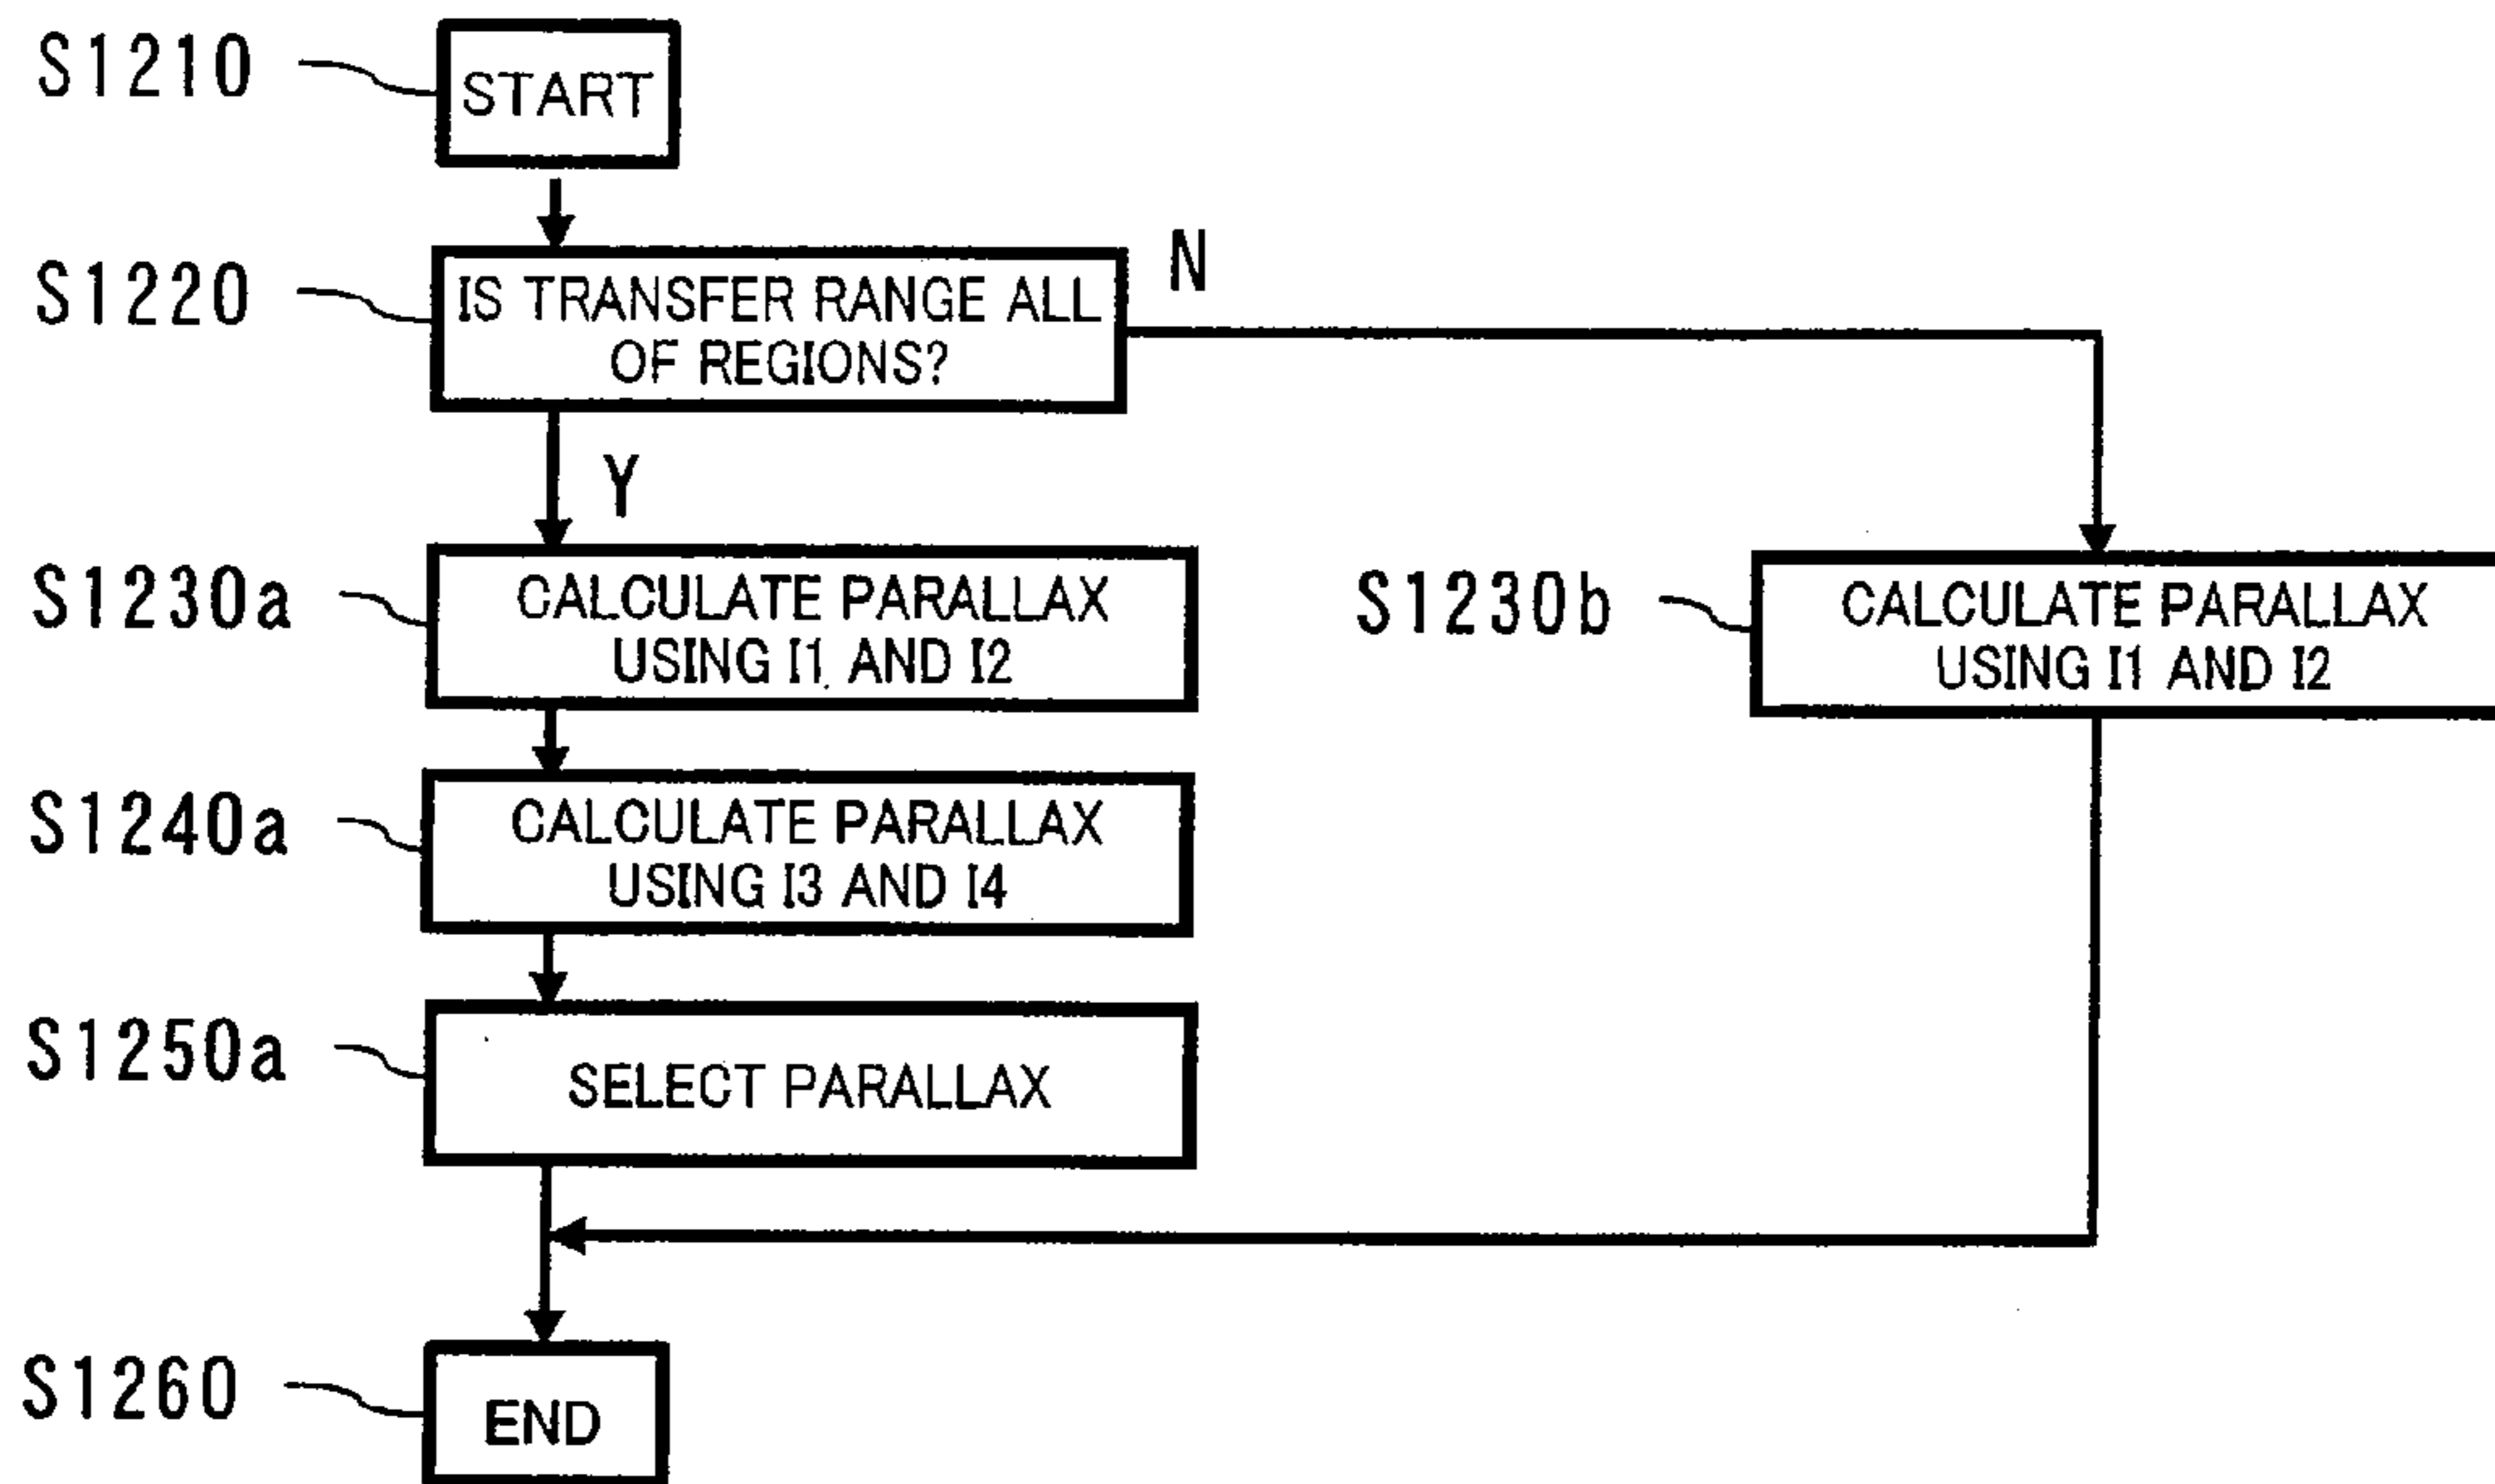 S1210
START
S1220
IS TRANSFER RANGE ALL
OF REGIONS?
N
Y
S1230a
CALCULATE PARALLAX
USING I1 AND I2
S1230b
CALCULATE PARALLAX
USING I1 AND I2
S1240a
CALCULATE PARALLAX
USING I3 AND I4
S1250a
SELECT PARALLAX
S1260
END